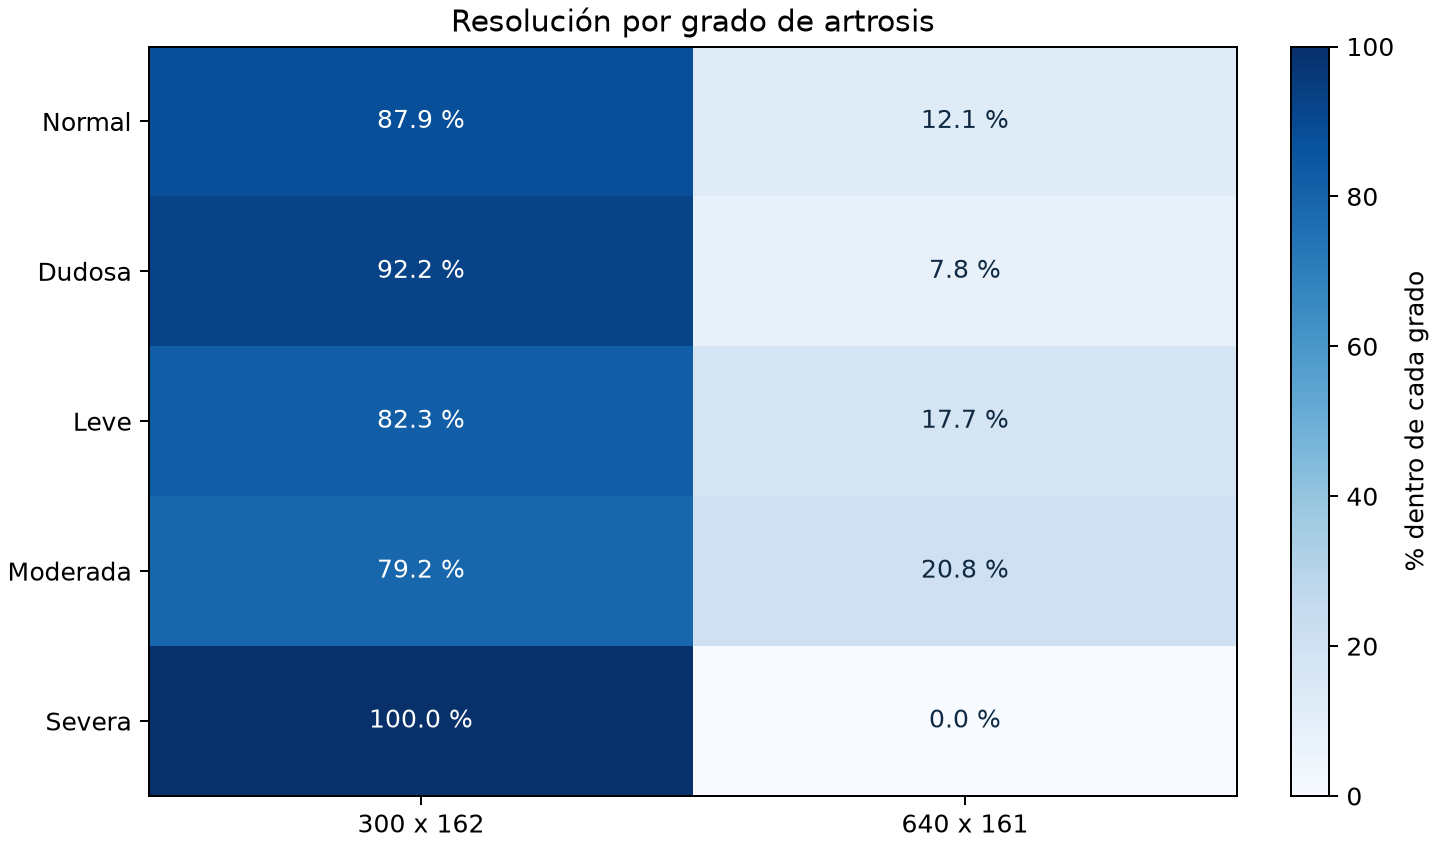 Resolución por grado de artrosis
Normal 87.9 % 12.1 %
Dudosa 92.2 % 7.8 %
Leve 82.3 % 17.7 %
Moderada 79.2 % 20.8 %
Severa 100.0 % 0.0 %
300 x 162 640 x 161
100
80
60
40
20
0
% dentro de cada grado